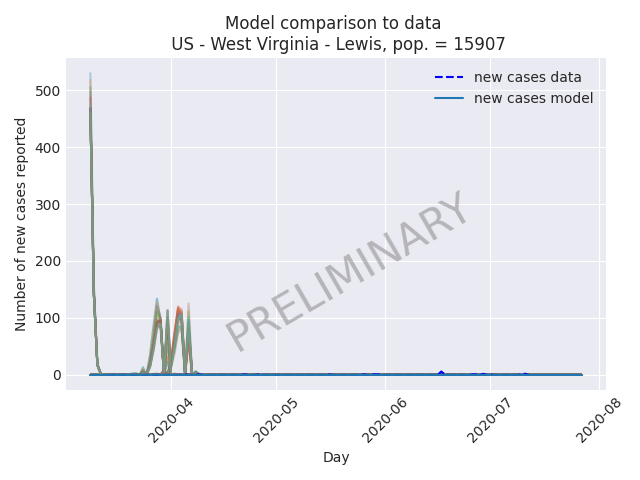 Model comparison to data
US - West Virginia - Lewis, pop. = 15907
new cases data
new cases model
Number of new cases reported
500
400
300
200
100
0
PRELIMINARY
2020-04
2020-05
2020-06
2020-07
2020-08
Day